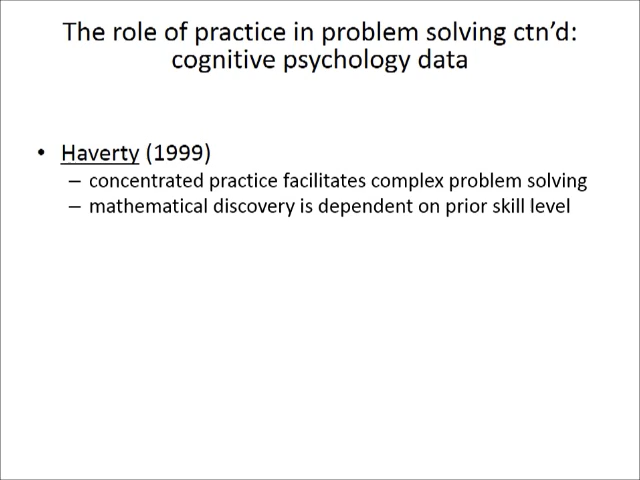 The role of practice in problem solving ctn’d:
cognitive psychology data
• Haverty (1999)
– concentrated practice facilitates complex problem solving
– mathematical discovery is dependent on prior skill level